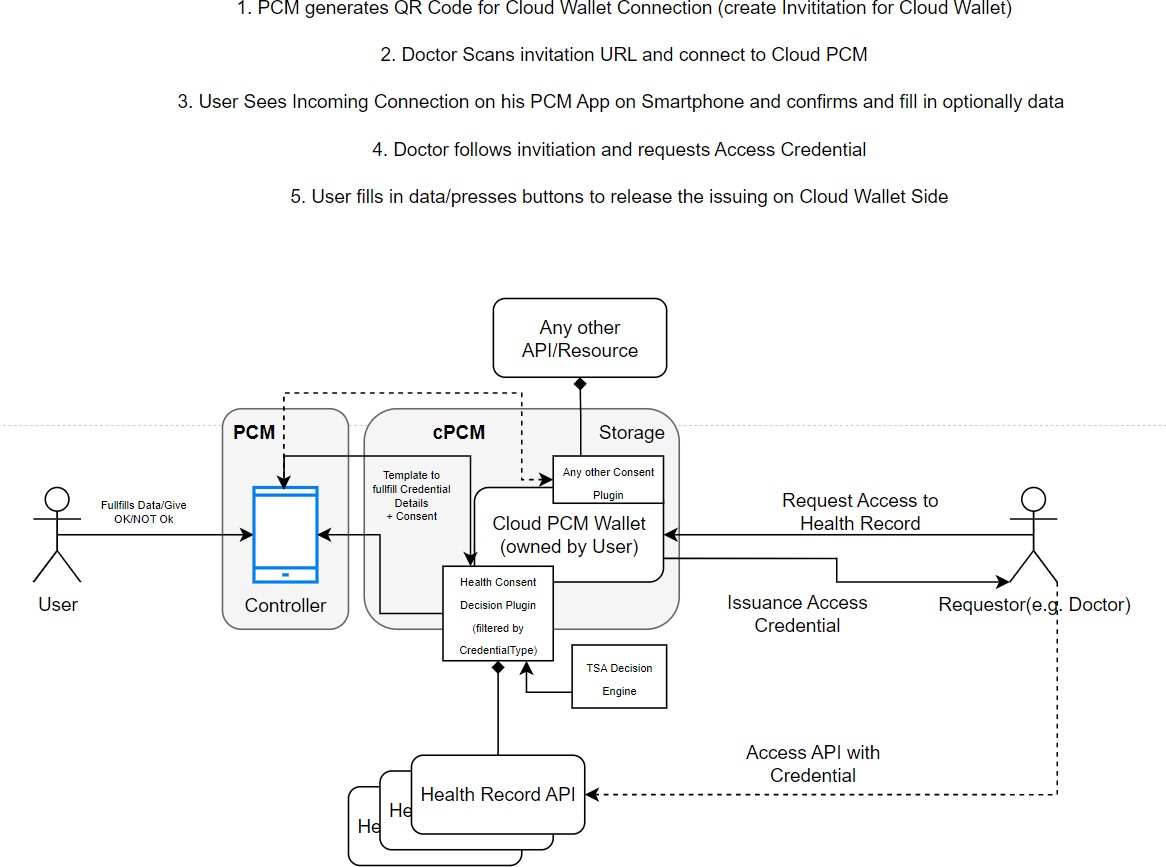 1. PCM generates QR Code for Cloud Wallet Connection (create Invititation for Cloud Wallet)
2. Doctor Scans invitation URL and connect to Cloud PCM
3. User Sees Incoming Connection on his PCM App on Smartphone and confirms and fill in optionally data
4. Doctor follows invitiation and requests Access Credential
5. User fills in data/presses buttons to release the issuing on Cloud Wallet Side
Any other
API/Resource
PCM
cPCM
Storage
Template to
fullfill Credential
Details
+ Consent
Any other Consent
Plugin
Fullfills Data/Give
OK/NOT Ok
Cloud PCM Wallet
(owned by User)
Request Access to
Health Record
User
Controller
Health Consent
Decision Plugin
(filtered by
CredentialType)
Issuance Access
Credential
Requestor(e.g. Doctor)
TSA Decision
Engine
Access API with
Credential
Health Record API
He
He